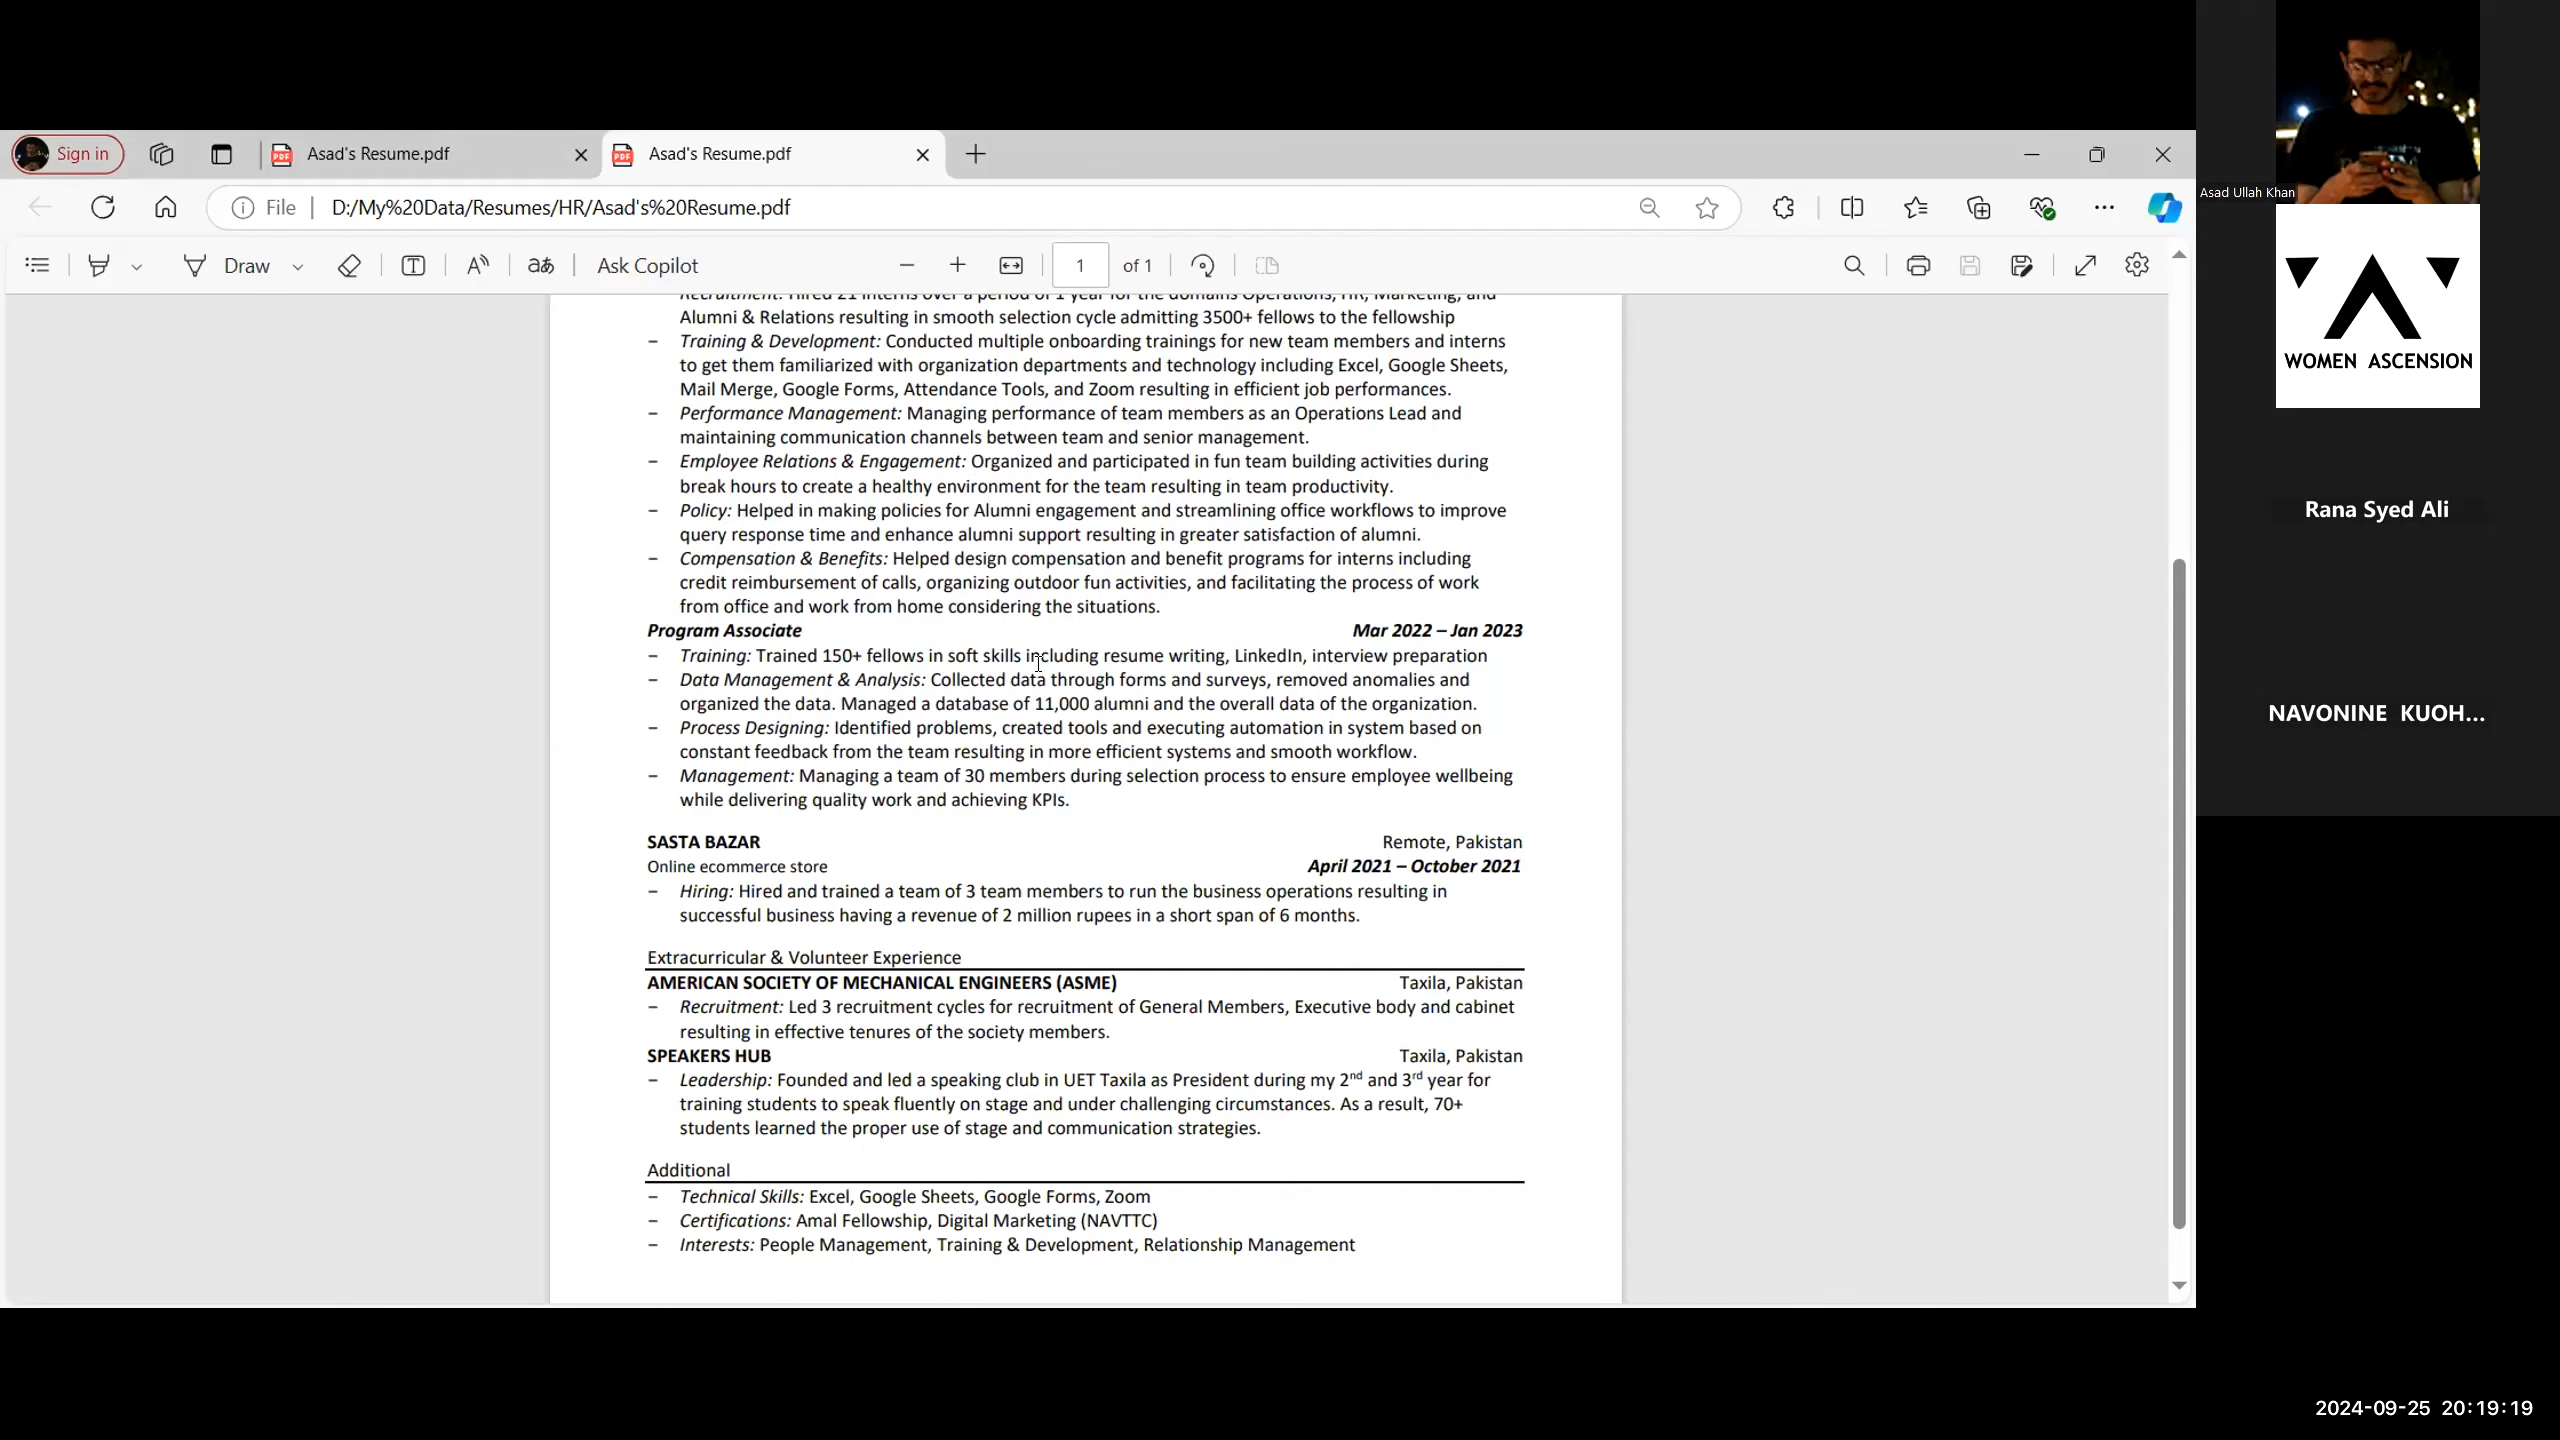 Sign in
Asad's Resume.pdf
Asad's Resume.pdf
File
D:/My%20Data/Resumes/HR/Asad's%20Resume.pdf
Draw
Ask Copilot
1
of 1
Recruitment: Hired 21 interns over a period of 1 year for the domains Operations, HR, Marketing, and
Alumni & Relations resulting in smooth selection cycle admitting 3500+ fellows to the fellowship
– Training & Development: Conducted multiple onboarding trainings for new team members and interns
to get them familiarized with organization departments and technology including Excel, Google Sheets,
Mail Merge, Google Forms, Attendance Tools, and Zoom resulting in efficient job performances.
– Performance Management: Managing performance of team members as an Operations Lead and
maintaining communication channels between team and senior management.
– Employee Relations & Engagement: Organized and participated in fun team building activities during
break hours to create a healthy environment for the team resulting in team productivity.
– Policy: Helped in making policies for Alumni engagement and streamlining office workflows to improve
query response time and enhance alumni support resulting in greater satisfaction of alumni.
– Compensation & Benefits: Helped design compensation and benefit programs for interns including
credit reimbursement of calls, organizing outdoor fun activities, and facilitating the process of work
from office and work from home considering the situations.
Program Associate Mar 2022 – Jan 2023
– Training: Trained 150+ fellows in soft skills including resume writing, LinkedIn, interview preparation
– Data Management & Analysis: Collected data through forms and surveys, removed anomalies and
organized the data. Managed a database of 11,000 alumni and the overall data of the organization.
– Process Designing: Identified problems, created tools and executing automation in system based on
constant feedback from the team resulting in more efficient systems and smooth workflow.
– Management: Managing a team of 30 members during selection process to ensure employee wellbeing
while delivering quality work and achieving KPIs.
SASTA BAZAR Remote, Pakistan
Online ecommerce store April 2021 – October 2021
– Hiring: Hired and trained a team of 3 team members to run the business operations resulting in
successful business having a revenue of 2 million rupees in a short span of 6 months.
Extracurricular & Volunteer Experience
AMERICAN SOCIETY OF MECHANICAL ENGINEERS (ASME) Taxila, Pakistan
– Recruitment: Led 3 recruitment cycles for recruitment of General Members, Executive body and cabinet
resulting in effective tenures of the society members.
SPEAKERS HUB Taxila, Pakistan
– Leadership: Founded and led a speaking club in UET Taxila as President during my 2nd and 3rd year for
training students to speak fluently on stage and under challenging circumstances. As a result, 70+
students learned the proper use of stage and communication strategies.
Additional
– Technical Skills: Excel, Google Sheets, Google Forms, Zoom
– Certifications: Amal Fellowship, Digital Marketing (NAVTTC)
– Interests: People Management, Training & Development, Relationship Management
Asad Ullah Khan
WOMEN ASCENSION
Rana Syed Ali
NAVONINE KUOH...
2024-09-25 20:19:19